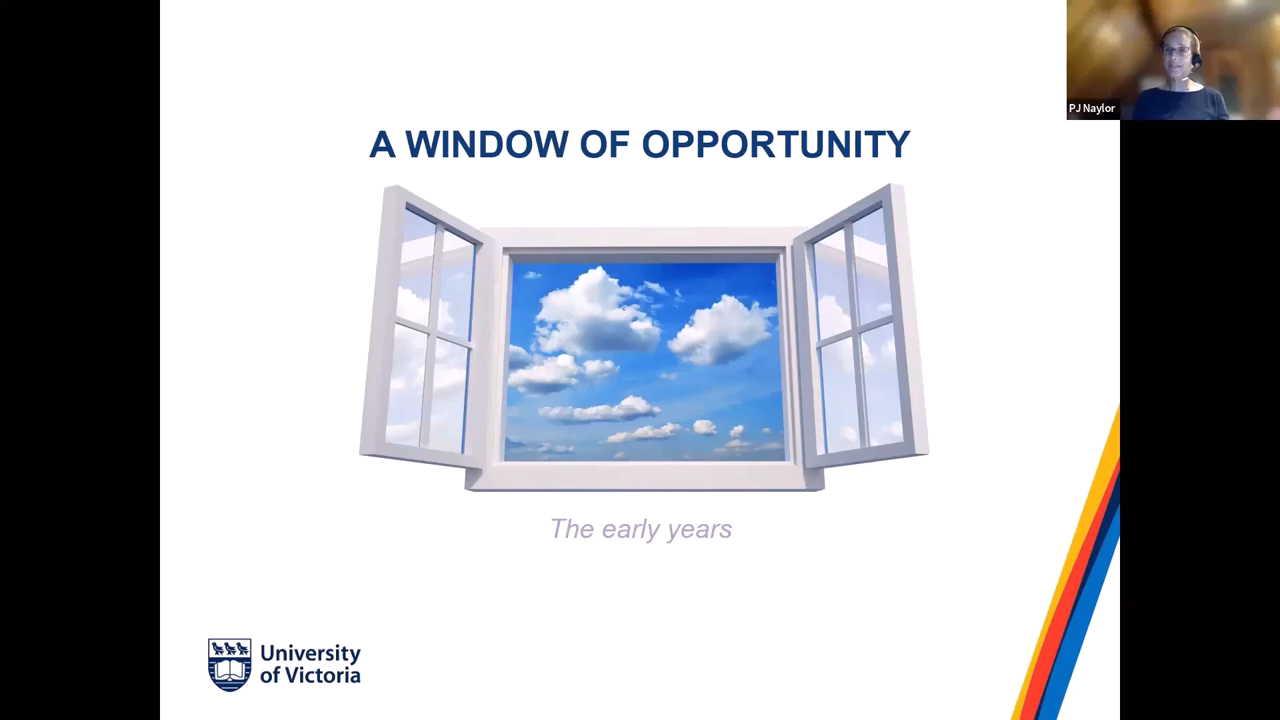 PJ Naylor
A WINDOW OF OPPORTUNITY
The early years
University
of Victoria